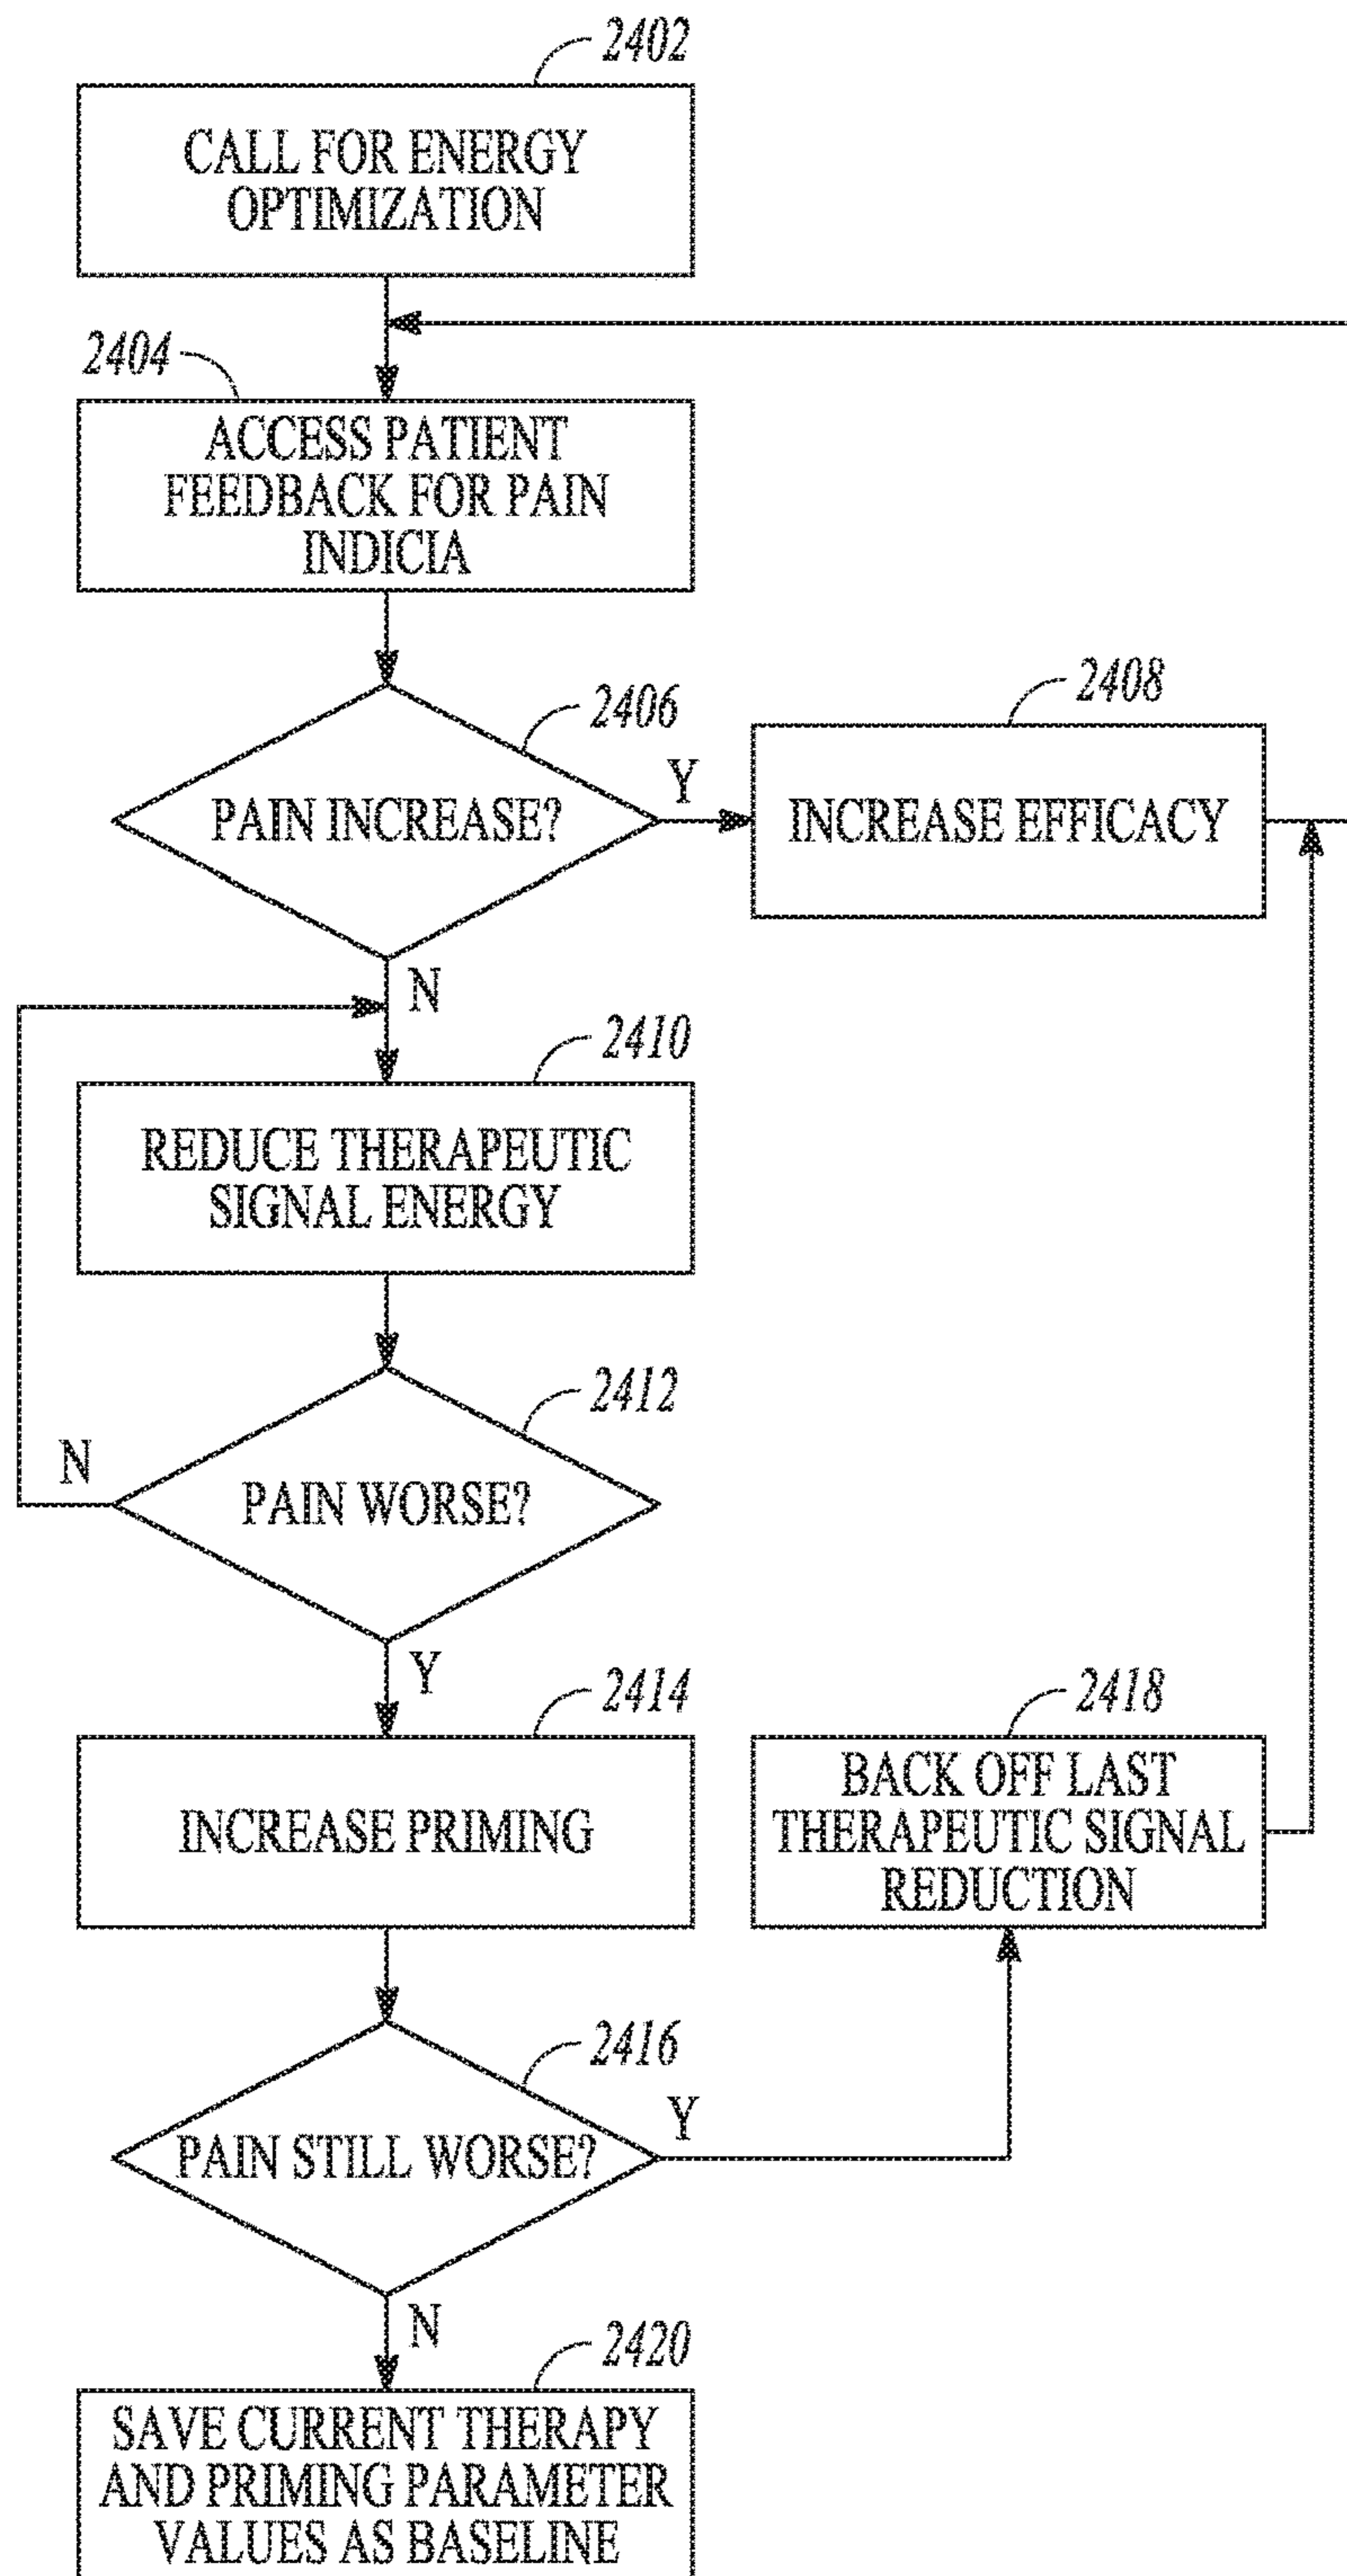 2402
CALL FOR ENERGY
OPTIMIZATION
2404
ACCESS PATIENT
FEEDBACK FOR PAIN
INDICIA
2406
PAIN INCREASE?
Y
2408
INCREASE EFFICACY
N
2410
REDUCE THERAPEUTIC
SIGNAL ENERGY
2412
PAIN WORSE?
N
Y
2414
INCREASE PRIMING
2418
BACK OFF LAST
THERAPEUTIC SIGNAL
REDUCTION
2416
PAIN STILL WORSE?
Y
N
2420
SAVE CURRENT THERAPY
AND PRIMING PARAMETER
VALUES AS BASELINE